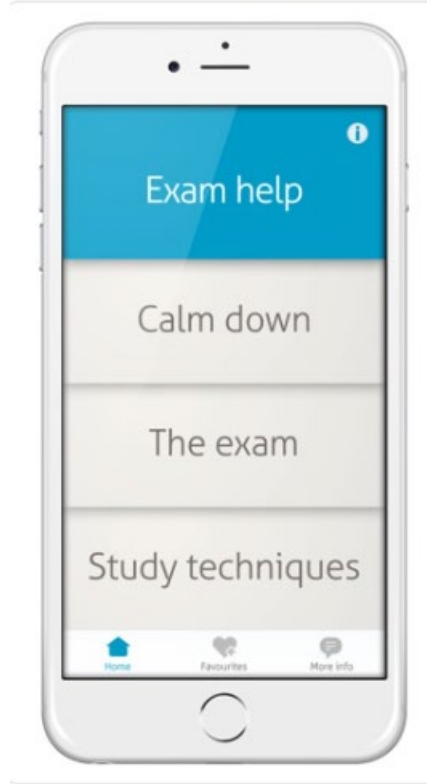 Exam help
Calm down
The exam
Study techniques
Home Favourites More info